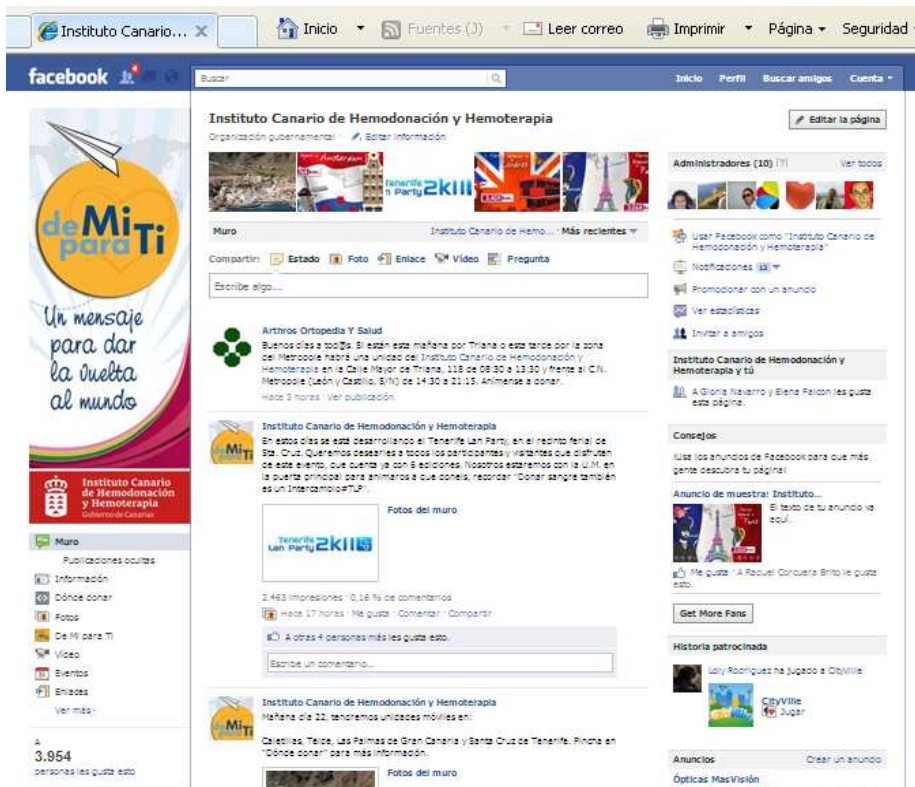 Instituto Canario... X
Inicio
Fuentes (J)
Leer correo
Imprimir
Página
Seguridad
facebook
4
Buscar
Inicio Perfil Buscar amigos Cuenta
de Mi
para Ti
Un mensaje
para dar
la vuelta
al mundo
Instituto Canario
de Hemodonación
y Hemoterapia
Gobierno de Canarias
Muro
Publicaciones ocultas
Información
Dónde donar
Fotos
De Mi para Ti
Vídeo
Eventos
Enlaces
Ver más
A
3.954
personas les gusta esto
Instituto Canario de Hemodonación y Hemoterapia
Organización gubernamental · Editar información
Amsterdam
Tenerife
Lan Party 2K11
Londres
Muro
Instituto Canario de Hemo... · Más recientes
Compartir: Estado Foto Enlace Vídeo Pregunta
Escribe algo...
Arthros Ortopedia Y Salud
Buenos días a tod@s. Si están esta mañana por Triana o esta tarde por la zona
del Metropole habrá una unidad del Instituto Canario de Hemodonación y
Hemoterapia en la Calle Mayor de Triana, 118 de 08:30 a 13:30 y frente al C.N.
Metropole (León y Castillo, S/N) de 14:30 a 21:15. Anímense a donar.
Hace 3 horas · Ver publicación
Mi Ti
Instituto Canario de Hemodonación y Hemoterapia
En estos días se está desarrollando el Tenerife Lan Party, en el recinto ferial de
Sta. Cruz. Queremos desearles a todos los participantes y visitantes que disfruten
de este evento, que cuenta ya con 6 ediciones. Nosotros estaremos con la U.M. en
la puerta principal para animaros a que doneis, recordar "Donar sangre también
es un Intercambio#TLP".
Fotos del muro
Tenerife
Lan Party 2K11
2.463 impresiones · 0,16 % de comentarios
Hace 17 horas · Me gusta · Comentar · Compartir
A otras 4 personas más les gusta esto.
Escribe un comentario...
Mi Ti
Instituto Canario de Hemodonación y Hemoterapia
Mañana día 22, tendremos unidades móviles en:
Caletillas, Telde, Las Palmas de Gran Canaria y Santa Cruz de Tenerife. Pincha en
"Dónde donar" para más información.
Fotos del muro
Editar la página
Administradores (10) [?] Ver todos
Usar Facebook como "Instituto Canario de
Hemodonación y Hemoterapia"
Notificaciones 12
Promocionar con un anuncio
Ver estadísticas
Invitar a amigos
Instituto Canario de Hemodonación y
Hemoterapia y tú
A Gloria Navarro y Elena Falcon les gusta
esta página.
Consejos
¡Usa los anuncios de Facebook para que más
gente descubra tu página!
Anuncio de muestra: Instituto...
El texto de tu anuncio va
aquí.
Me gusta · A Raquel Corcuera Brito le gusta
esto.
Get More Fans
Historia patrocinada
Loly Rodriguez ha jugado a CityVille
CityVille
Jugar
Anuncios Crear un anuncio
Ópticas MasVisión